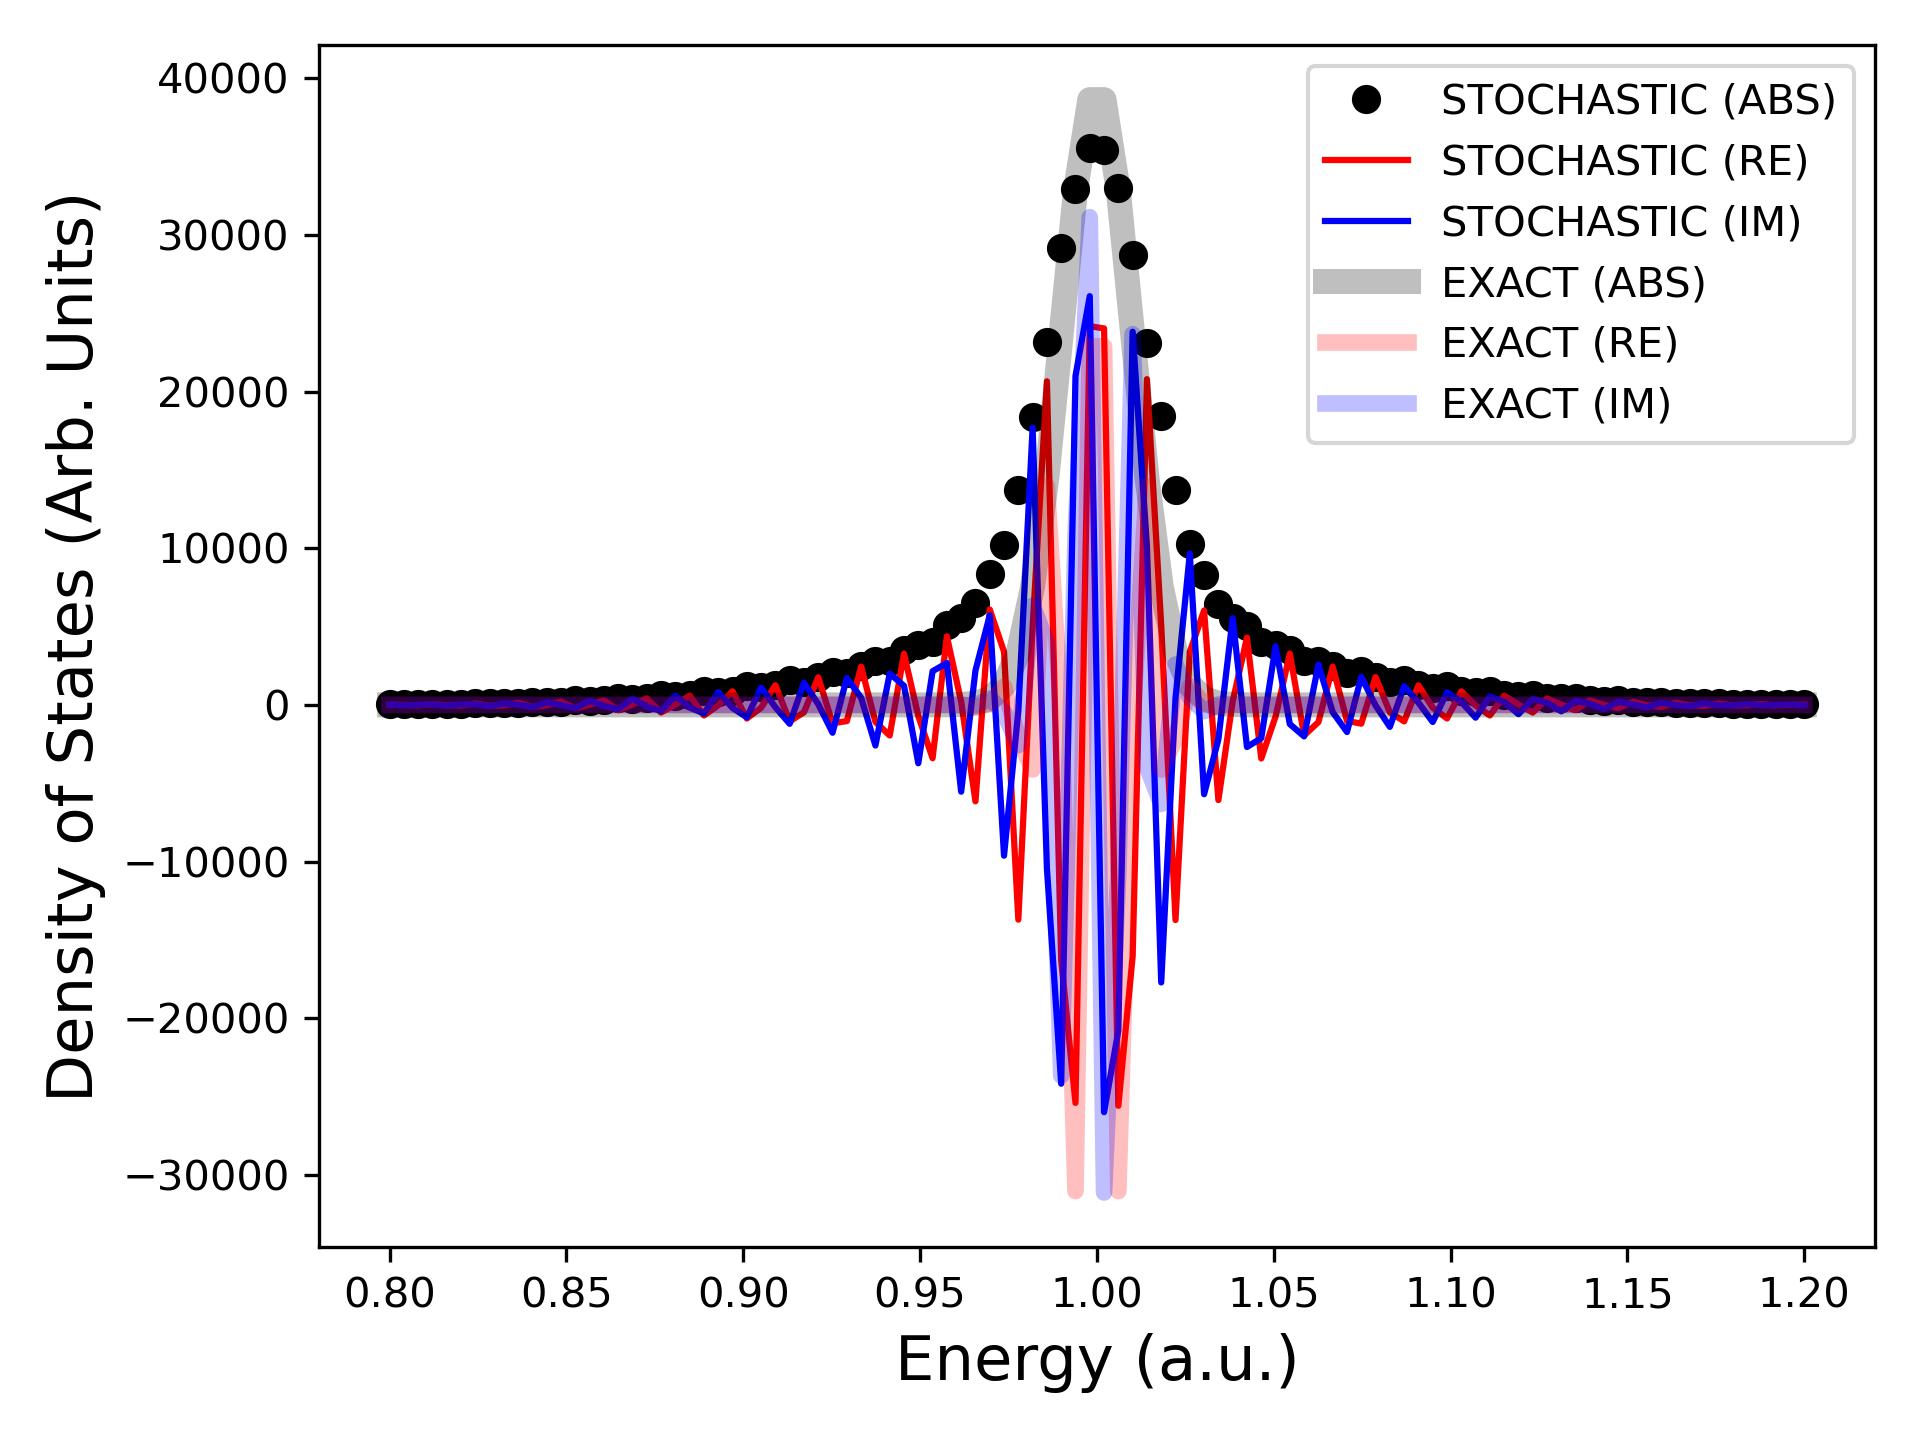 40000
30000
20000
10000
0
−10000
−20000
−30000
Density of States (Arb. Units)
STOCHASTIC (ABS)
STOCHASTIC (RE)
STOCHASTIC (IM)
EXACT (ABS)
EXACT (RE)
EXACT (IM)
0.80 0.85 0.90 0.95 1.00 1.05 1.10 1.15 1.20
Energy (a.u.)